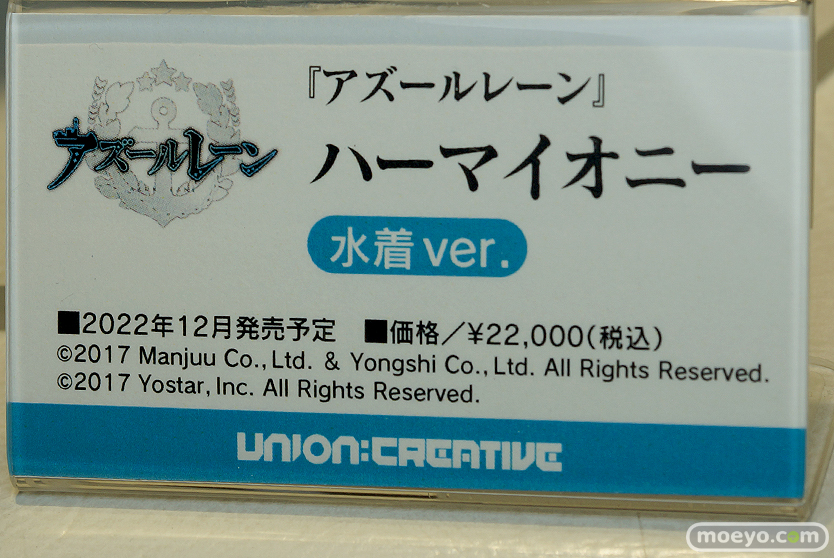 アズールレーン
『アズールレーン』
ハーマイオニー
水着 ver.
■2022年12月発売予定 ■価格／¥22,000(税込)
©2017 Manjuu Co.,Ltd. & Yongshi Co.,Ltd. All Rights Reserved.
©2017 Yostar, Inc. All Rights Reserved.
UNION:CREATIVE
moeyo.com